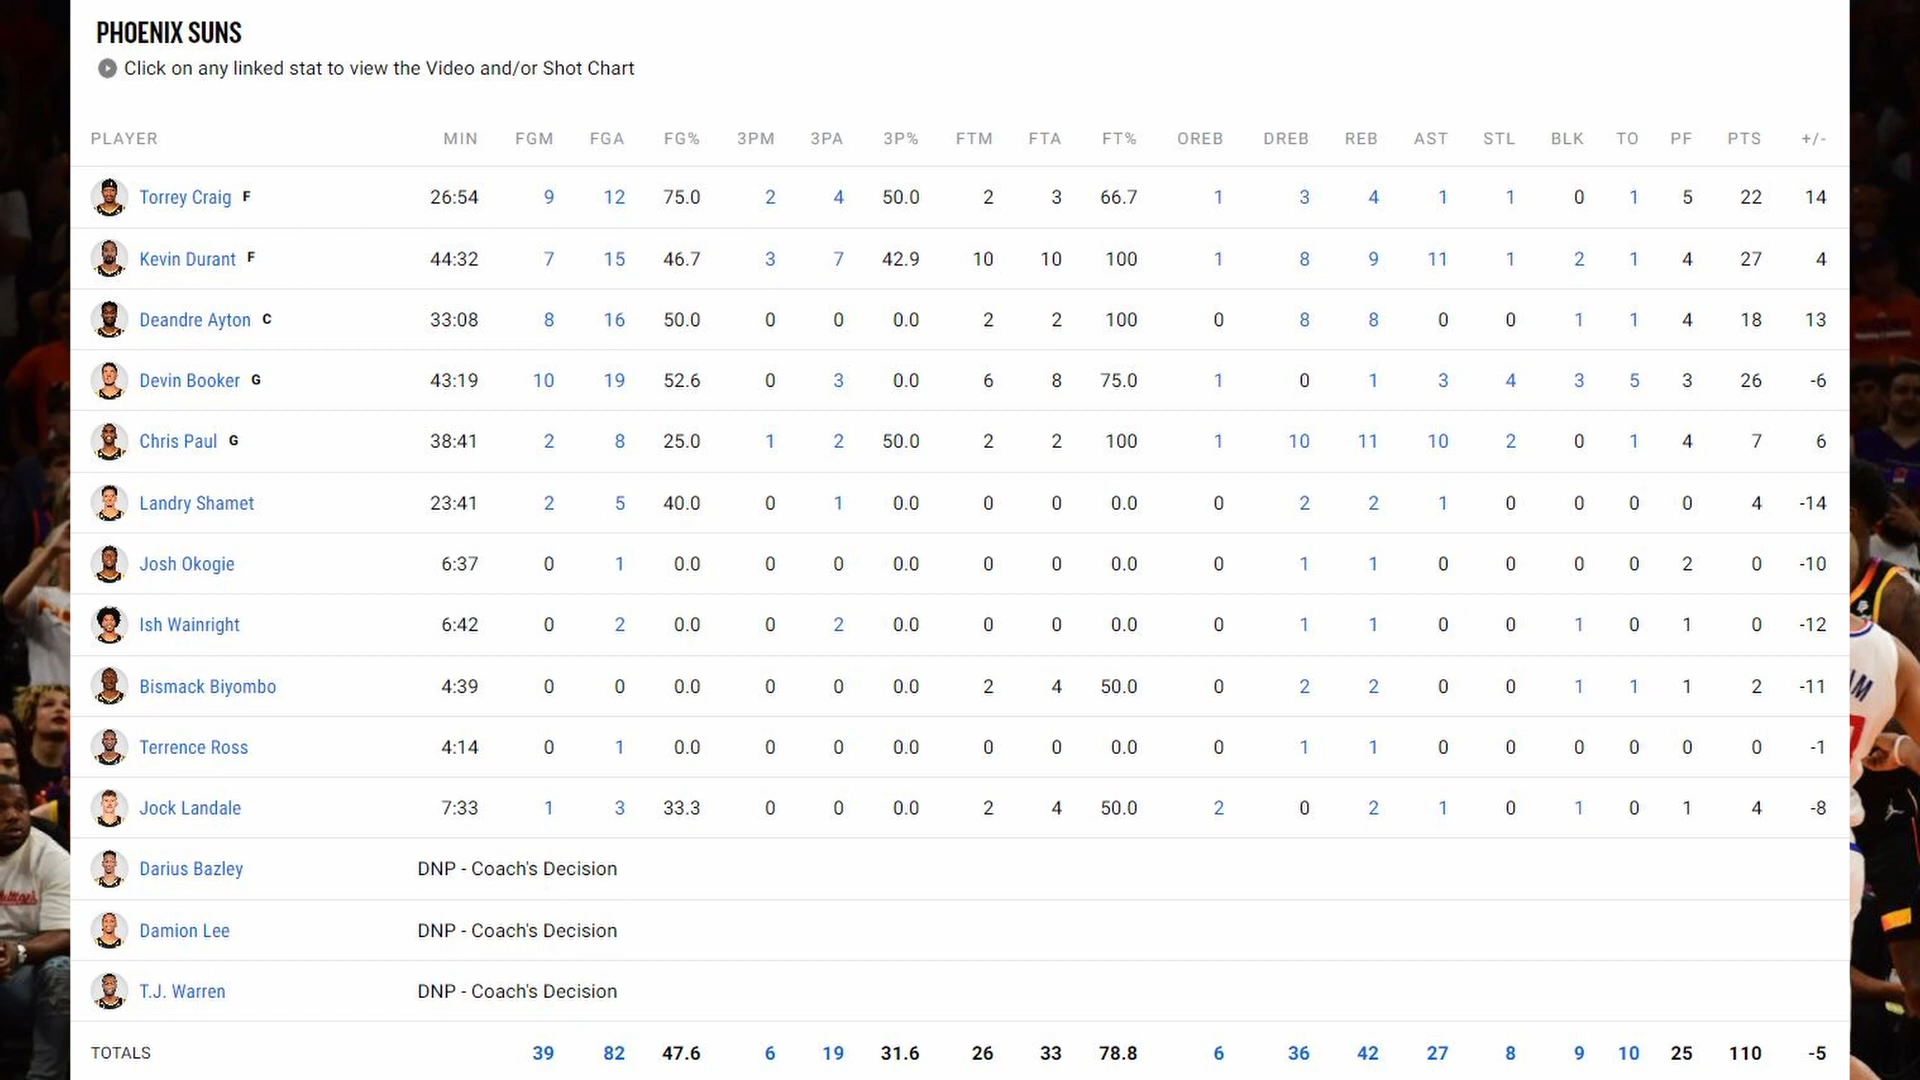 PHOENIX SUNS
Click on any linked stat to view the Video and/or Shot Chart
PLAYER MIN FGM FGA FG% 3PM 3PA 3P% FTM FTA FT% OREB DREB REB AST STL BLK TO PF PTS +/-
Torrey Craig F 26:54 9 12 75.0 2 4 50.0 2 3 66.7 1 3 4 1 1 0 1 5 22 14
Kevin Durant F 44:32 7 15 46.7 3 7 42.9 10 10 100 1 8 9 11 1 2 1 4 27 4
Deandre Ayton C 33:08 8 16 50.0 0 0 0.0 2 2 100 0 8 8 0 0 1 1 4 18 13
Devin Booker G 43:19 10 19 52.6 0 3 0.0 6 8 75.0 1 0 1 3 4 3 5 3 26 -6
Chris Paul G 38:41 2 8 25.0 1 2 50.0 2 2 100 1 10 11 10 2 0 1 4 7 6
Landry Shamet 23:41 2 5 40.0 0 1 0.0 0 0 0.0 0 2 2 1 0 0 0 0 4 -14
Josh Okogie 6:37 0 1 0.0 0 0 0.0 0 0 0.0 0 1 1 0 0 0 0 2 0 -10
Ish Wainright 6:42 0 2 0.0 0 2 0.0 0 0 0.0 0 1 1 0 0 1 0 1 0 -12
Bismack Biyombo 4:39 0 0 0.0 0 0 0.0 2 4 50.0 0 2 2 0 0 1 1 1 2 -11
Terrence Ross 4:14 0 1 0.0 0 0 0.0 0 0 0.0 0 1 1 0 0 0 0 0 0 -1
Jock Landale 7:33 1 3 33.3 0 0 0.0 2 4 50.0 2 0 2 1 0 1 0 1 4 -8
Darius Bazley DNP - Coach's Decision
Damion Lee DNP - Coach's Decision
T.J. Warren DNP - Coach's Decision
TOTALS 39 82 47.6 6 19 31.6 26 33 78.8 6 36 42 27 8 9 10 25 110 -5